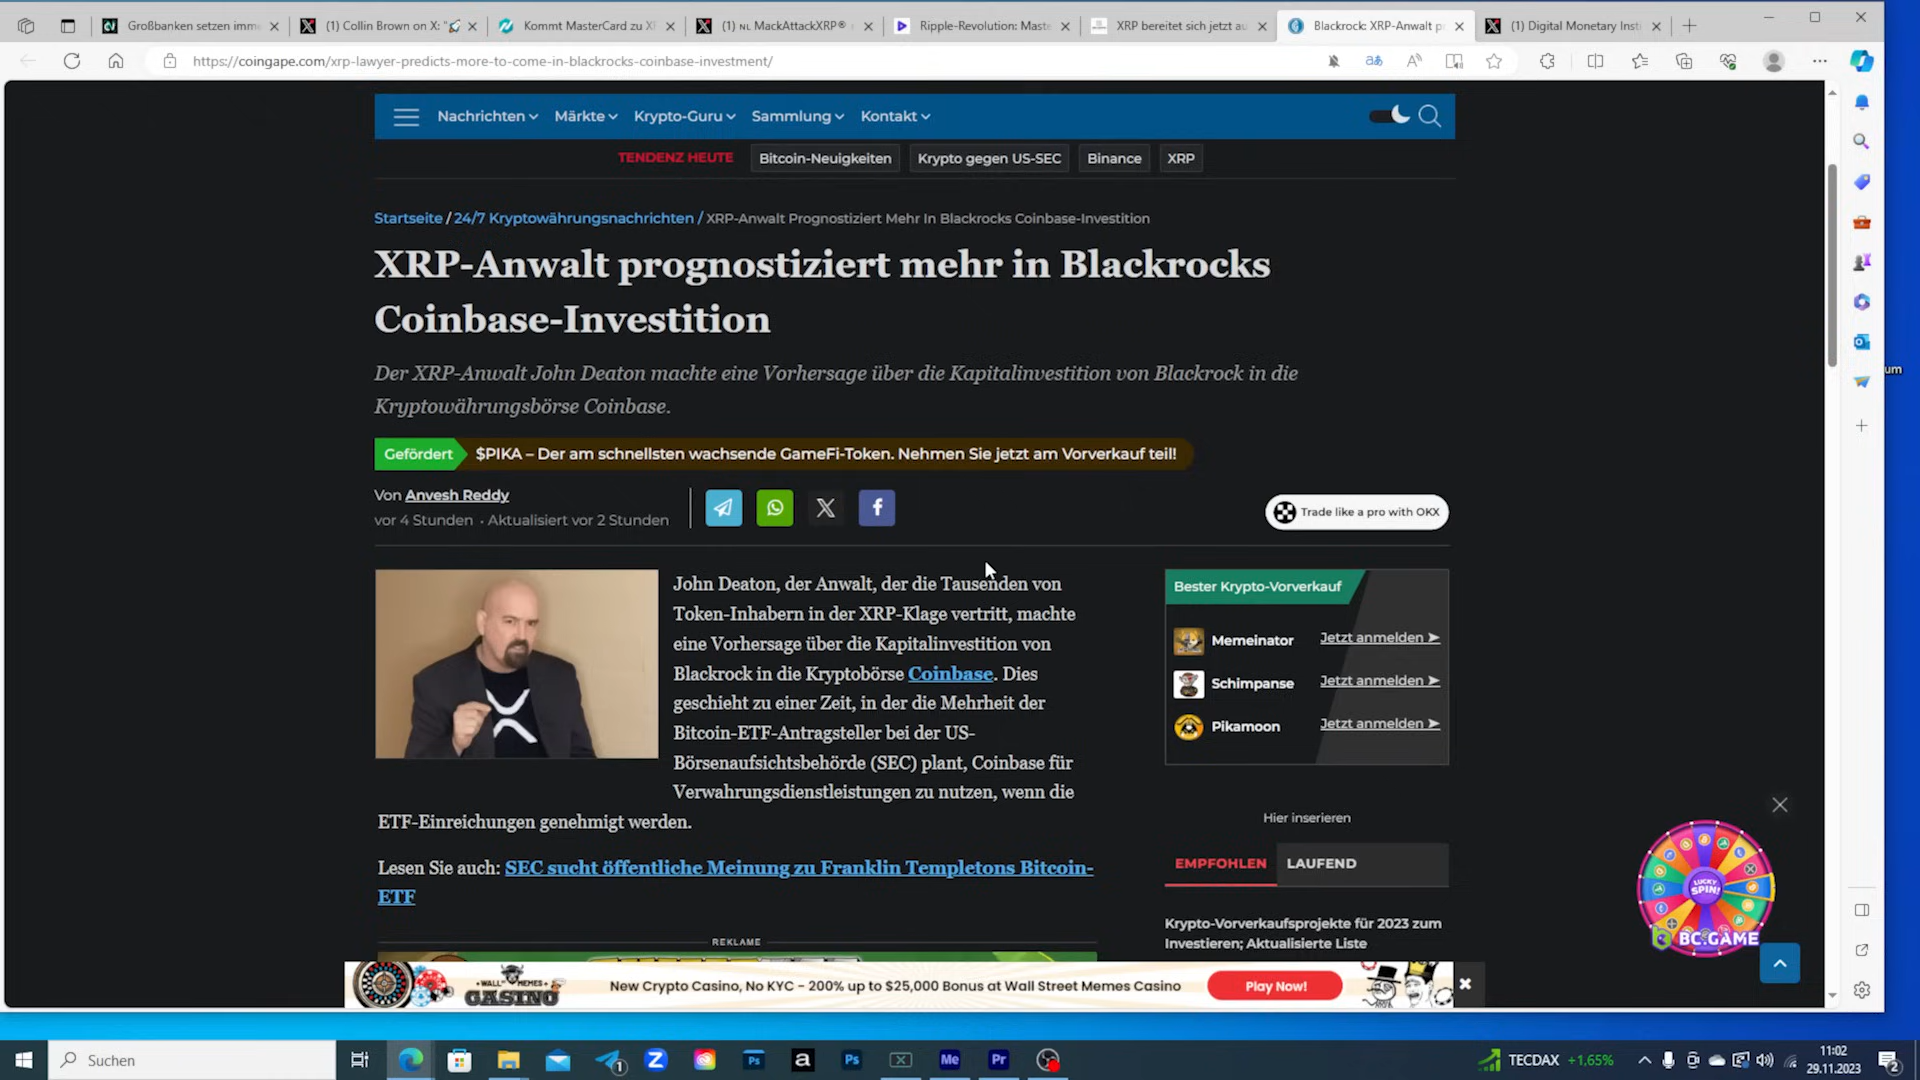 Großbanken setzen imme
(1) Collin Brown on X: "🚀
Kommt MasterCard zu XI
(1) NL MackAttackXRP®
Ripple-Revolution: Maste
XRP bereitet sich jetzt au
Blackrock: XRP-Anwalt p
(1) Digital Monetary Insti
https://coingape.com/xrp-lawyer-predicts-more-to-come-in-blackrocks-coinbase-investment/
Nachrichten
Märkte
Krypto-Guru
Sammlung
Kontakt
TENDENZ HEUTE
Bitcoin-Neuigkeiten
Krypto gegen US-SEC
Binance
XRP
Startseite / 24/7 Kryptowährungsnachrichten / XRP-Anwalt Prognostiziert Mehr In Blackrocks Coinbase-Investition
XRP-Anwalt prognostiziert mehr in Blackrocks
Coinbase-Investition
Der XRP-Anwalt John Deaton machte eine Vorhersage über die Kapitalinvestition von Blackrock in die
Kryptowährungsbörse Coinbase.
Gefördert
$PIKA – Der am schnellsten wachsende GameFi-Token. Nehmen Sie jetzt am Vorverkauf teil!
Von Anvesh Reddy
vor 4 Stunden • Aktualisiert vor 2 Stunden
Trade like a pro with OKX
John Deaton, der Anwalt, der die Tausenden von
Token-Inhabern in der XRP-Klage vertritt, machte
eine Vorhersage über die Kapitalinvestition von
Blackrock in die Kryptobörse Coinbase. Dies
geschieht zu einer Zeit, in der die Mehrheit der
Bitcoin-ETF-Antragsteller bei der US-
Börsenaufsichtsbehörde (SEC) plant, Coinbase für
Verwahrungsdienstleistungen zu nutzen, wenn die
ETF-Einreichungen genehmigt werden.
Lesen Sie auch: SEC sucht öffentliche Meinung zu Franklin Templetons Bitcoin-
ETF
REKLAME
Bester Krypto-Vorverkauf
Memeinator Jetzt anmelden ➤
Schimpanse Jetzt anmelden ➤
Pikamoon Jetzt anmelden ➤
Hier inserieren
EMPFOHLEN
LAUFEND
Krypto-Vorverkaufsprojekte für 2023 zum
Investieren; Aktualisierte Liste
LUCKY
SPIN!
BC.GAME
WALL ST MEMES
CASINO
New Crypto Casino, No KYC - 200% up to $25,000 Bonus at Wall Street Memes Casino
Play Now!
um
Suchen
TECDAX +1,65%
11:02
29.11.2023